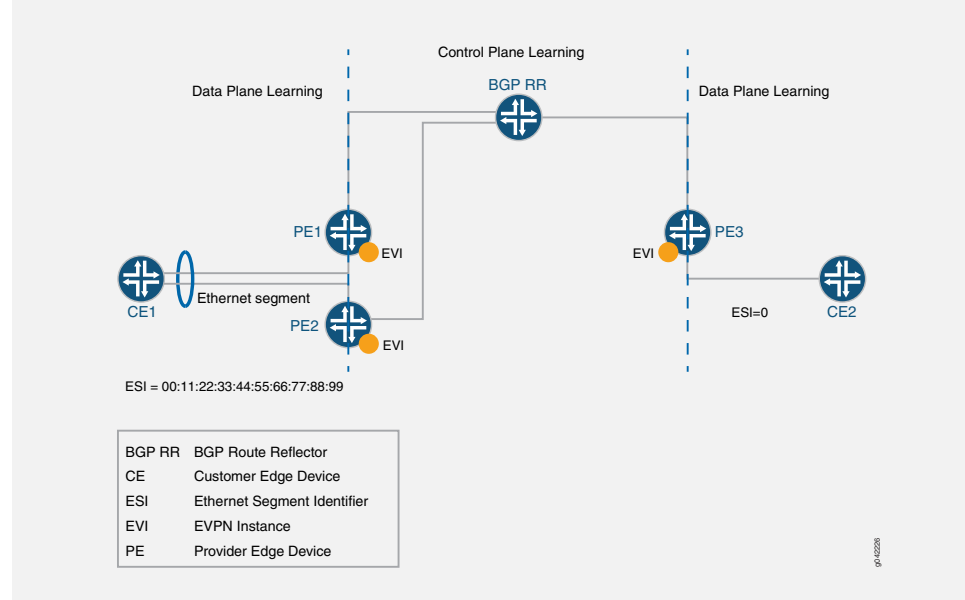 Control Plane Learning
Data Plane Learning
BGP RR
Data Plane Learning
PE1
EVI
PE3
EVI
CE1
Ethernet segment
PE2
EVI
ESI=0
CE2
ESI = 00:11:22:33:44:55:66:77:88:99
BGP RR BGP Route Reflector
CE Customer Edge Device
ESI Ethernet Segment Identifier
EVI EVPN Instance
PE Provider Edge Device
g042226